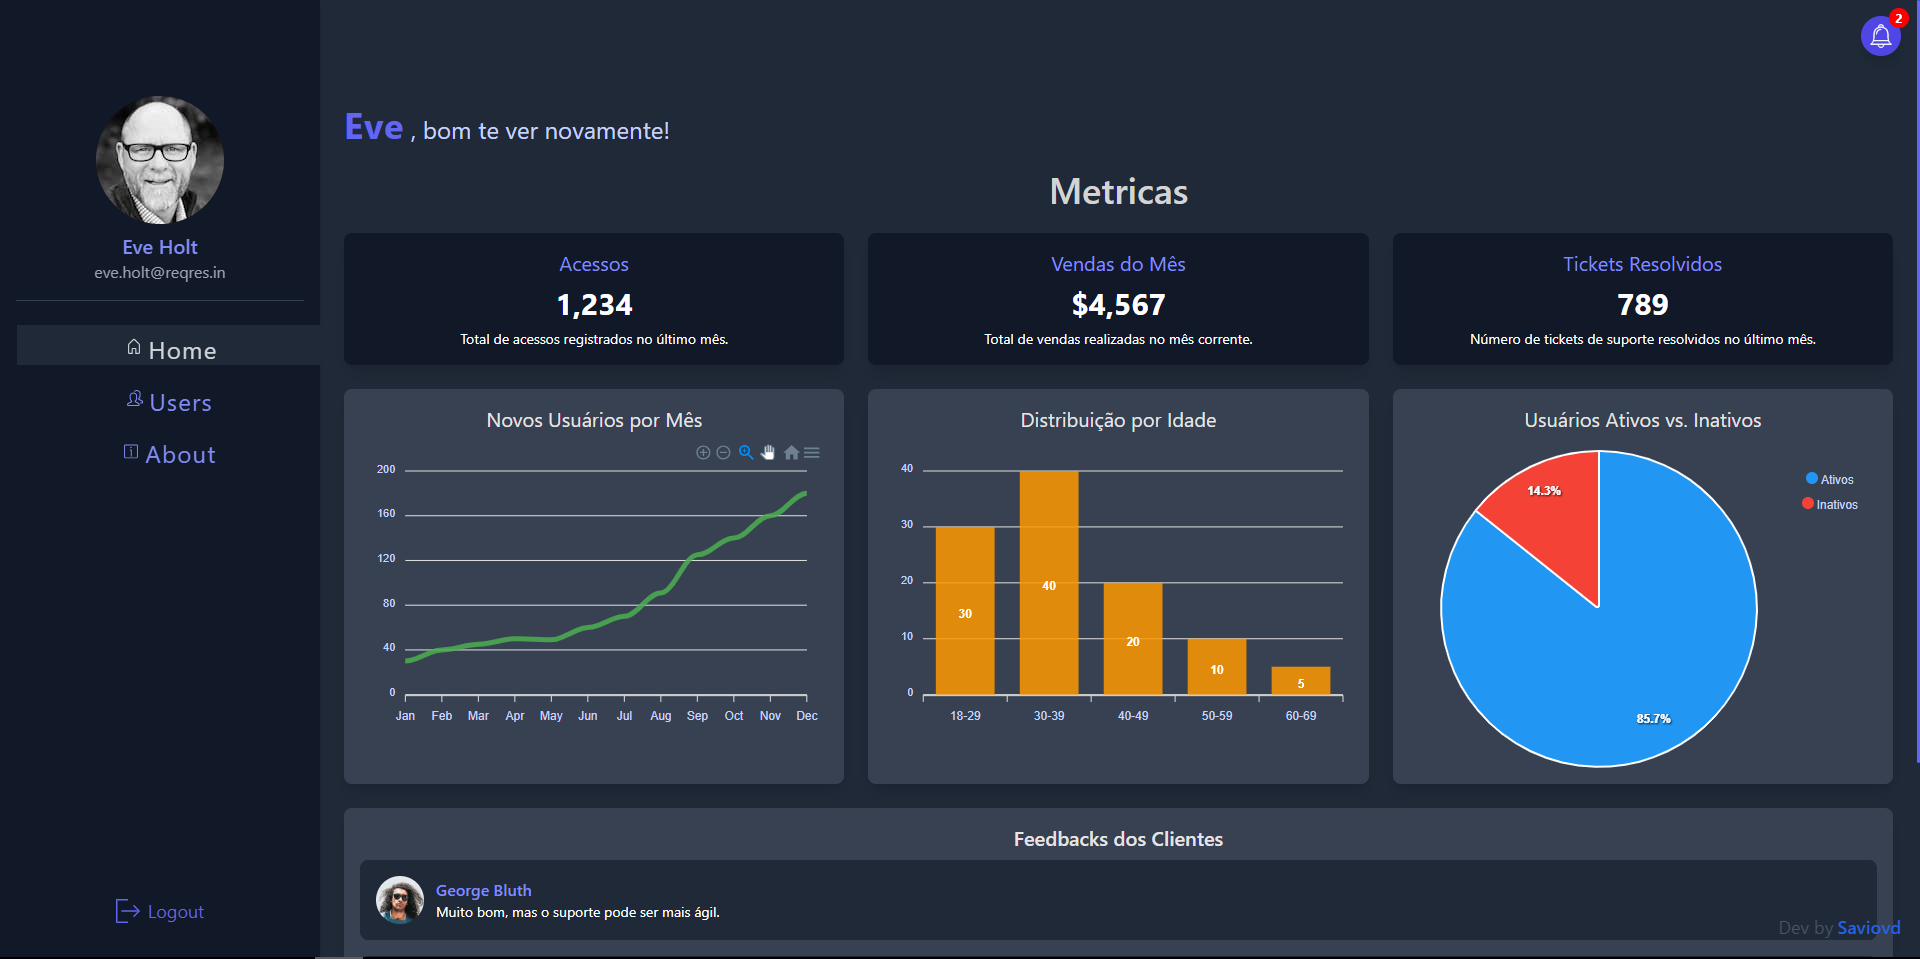 2
Eve Holt
eve.holt@reqres.in
Home
Users
About
Logout
Eve , bom te ver novamente!
Metricas
Acessos
1,234
Total de acessos registrados no último mês.
Vendas do Mês
$4,567
Total de vendas realizadas no mês corrente.
Tickets Resolvidos
789
Número de tickets de suporte resolvidos no último mês.
Novos Usuários por Mês
200
160
120
80
40
0
Jan Feb Mar Apr May Jun Jul Aug Sep Oct Nov Dec
Distribuição por Idade
40
30
20
10
0
30
40
20
10
5
18-29 30-39 40-49 50-59 60-69
Usuários Ativos vs. Inativos
14.3%
85.7%
Ativos
Inativos
Feedbacks dos Clientes
George Bluth
Muito bom, mas o suporte pode ser mais ágil.
Dev by Saviovd